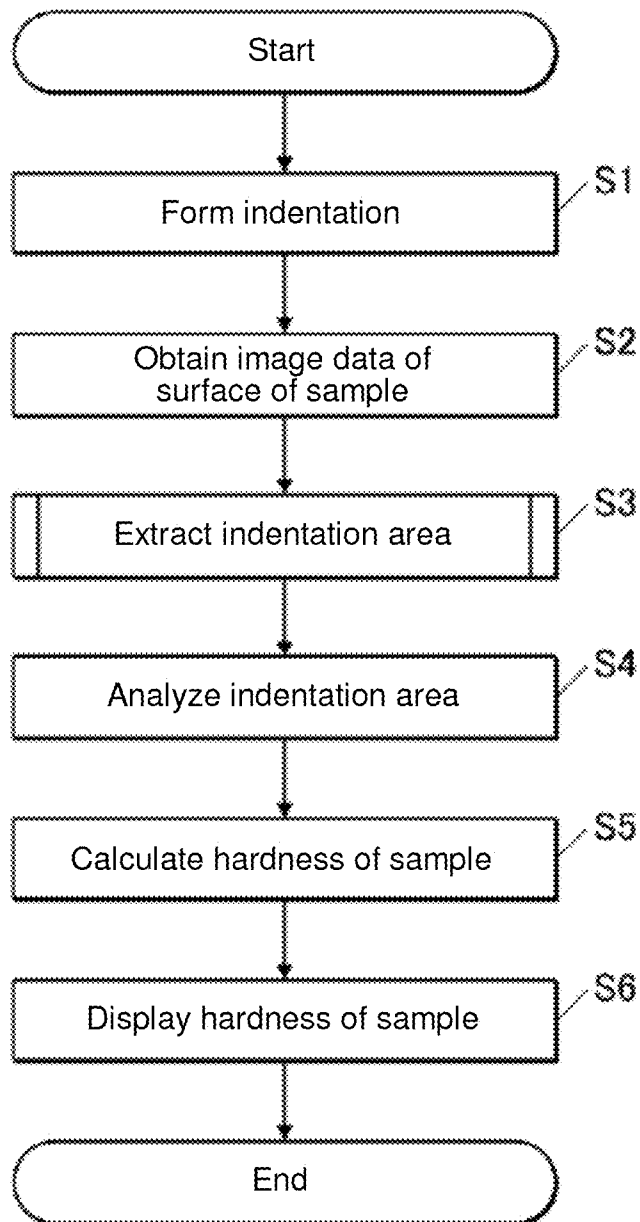 Start
S1
Form indentation
S2
Obtain image data of
surface of sample
S3
Extract indentation area
S4
Analyze indentation area
S5
Calculate hardness of sample
S6
Display hardness of sample
End